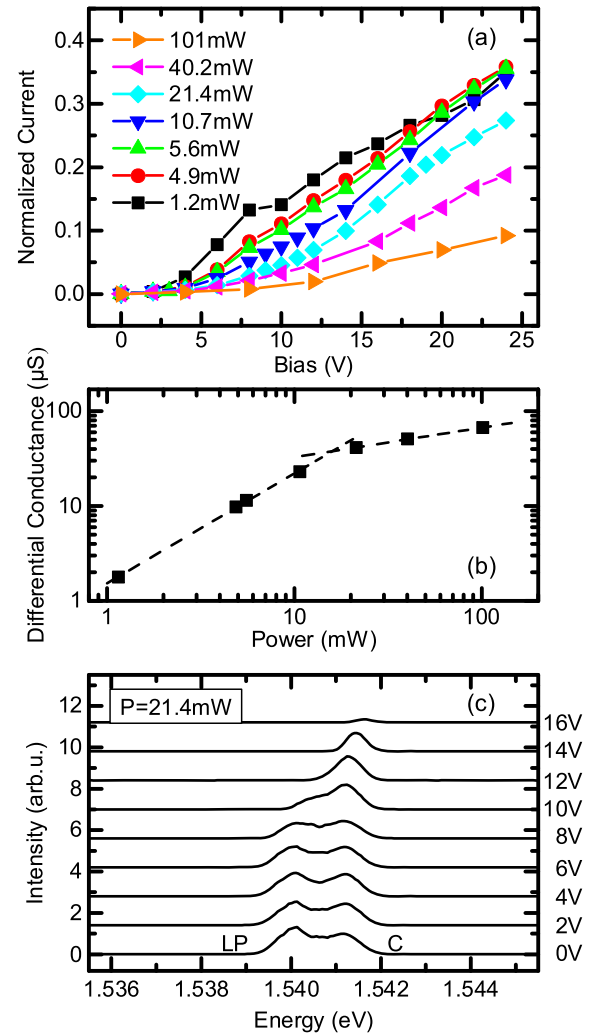 (a)
0.4
0.3
0.2
0.1
0.0
Normalized Current
101mW
40.2mW
21.4mW
10.7mW
5.6mW
4.9mW
1.2mW
0 5 10 15 20 25
Bias (V)
(b)
100
10
1
Differential Conductance (µS)
1 10 100
Power (mW)
(c)
P=21.4mW
12
10
8
6
4
2
0
Intensity (arb.u.)
16V
14V
12V
10V
8V
6V
4V
2V
0V
LP C
1.536 1.538 1.540 1.542 1.544
Energy (eV)